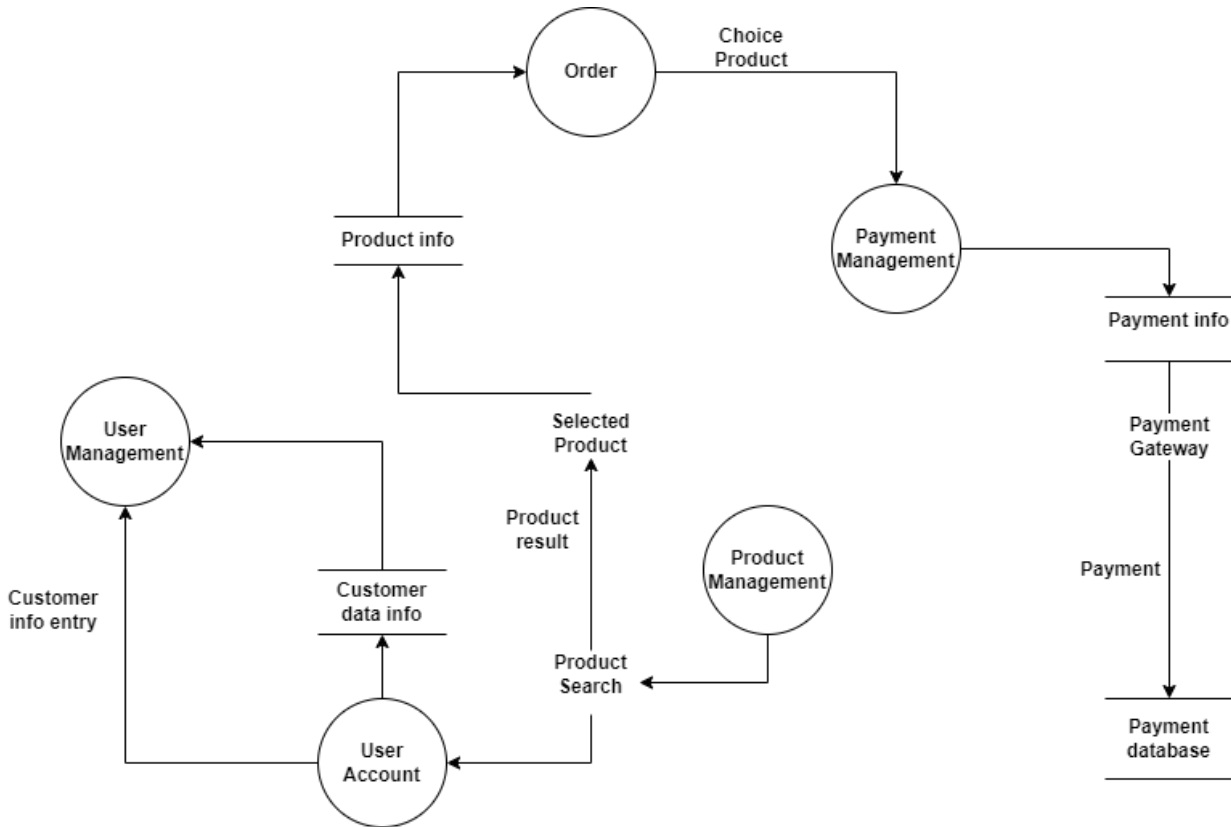 Choice
Product
Order
Product info
Payment
Management
Payment info
User
Management
Selected
Product
Payment
Gateway
Product
result
Product
Management
Customer
info entry
Customer
data info
Payment
Product
Search
User
Account
Payment
database